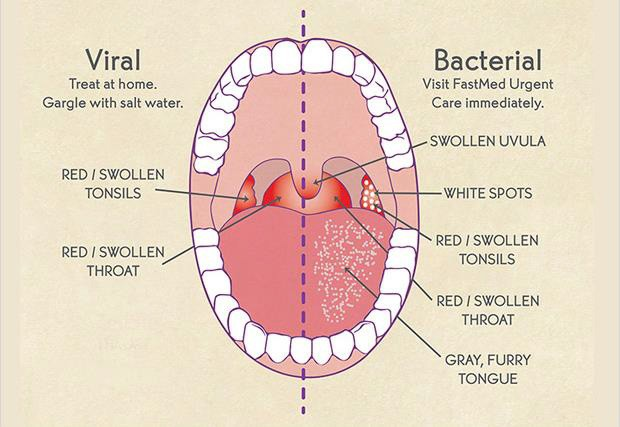 Viral
Treat at home.
Gargle with salt water.
RED / SWOLLEN
TONSILS
RED / SWOLLEN
THROAT
Bacterial
Visit FastMed Urgent
Care immediately.
SWOLLEN UVULA
WHITE SPOTS
RED / SWOLLEN
TONSILS
RED / SWOLLEN
THROAT
GRAY, FURRY
TONGUE